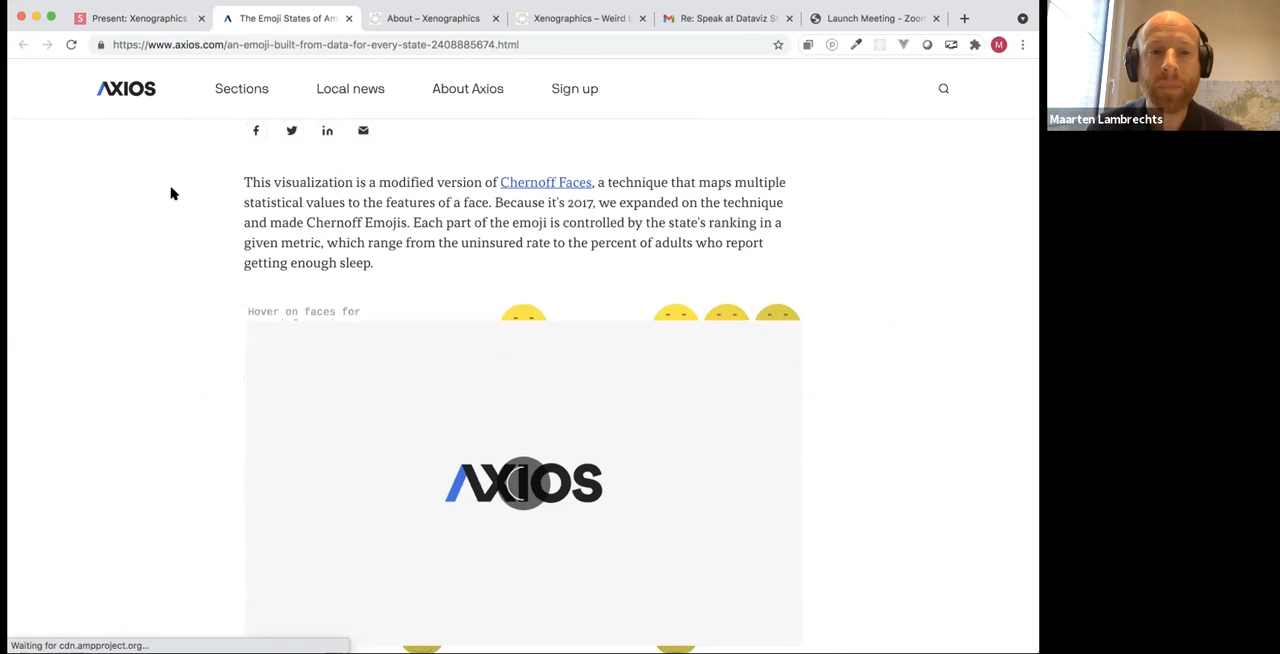 Present: Xenographics
The Emoji States of Am
About – Xenographics
Xenographics – Weird
Re: Speak at Dataviz S
Launch Meeting - Zoo
https://www.axios.com/an-emoji-built-from-data-for-every-state-2408885674.html
M
AXIOS
Sections
Local news
About Axios
Sign up
This visualization is a modified version of Chernoff Faces, a technique that maps multiple
statistical values to the features of a face. Because it's 2017, we expanded on the technique
and made Chernoff Emojis. Each part of the emoji is controlled by the state's ranking in a
given metric, which range from the uninsured rate to the percent of adults who report
getting enough sleep.
Hover on faces for
AXIOS
Waiting for cdn.ampproject.org...
Maarten Lambrechts